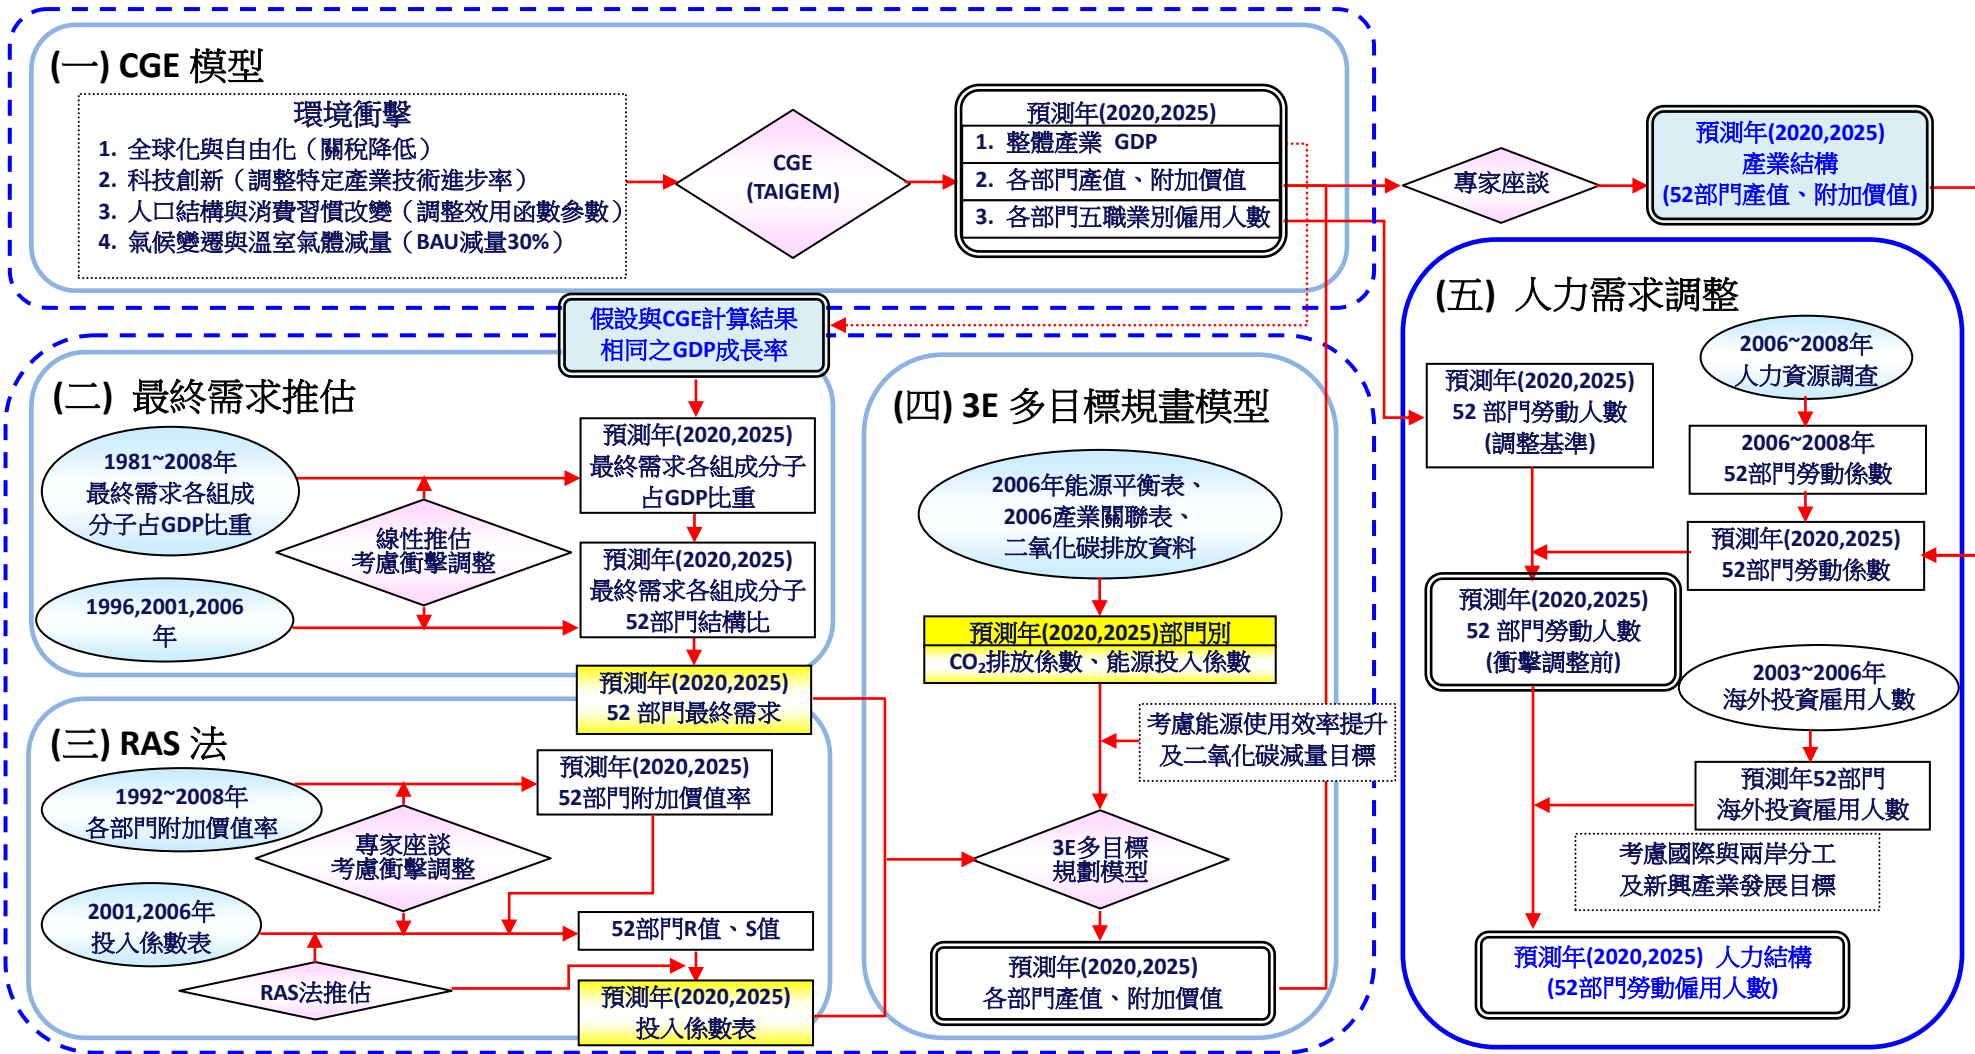 (一) CGE 模型
環境衝擊
1. 全球化與自由化（關稅降低）
2. 科技創新（調整特定產業技術進步率）
3. 人口結構與消費習慣改變（調整效用函數參數）
4. 氣候變遷與溫室氣體減量（BAU減量30%）
CGE
(TAIGEM)
預測年(2020,2025)
1. 整體產業 GDP
2. 各部門產值、附加價值
3. 各部門五職業別僱用人數
專家座談
預測年(2020,2025)
產業結構
(52部門產值、附加價值)
假設與CGE計算結果
相同之GDP成長率
(二) 最終需求推估
1981~2008年
最終需求各組成
分子占GDP比重
線性推估
考慮衝擊調整
1996,2001,2006
年
預測年(2020,2025)
最終需求各組成分子
占GDP比重
預測年(2020,2025)
最終需求各組成分子
52部門結構比
預測年(2020,2025)
52 部門最終需求
(三) RAS 法
1992~2008年
各部門附加價值率
專家座談
考慮衝擊調整
2001,2006年
投入係數表
RAS法推估
預測年(2020,2025)
52部門附加價值率
52部門R值、S值
預測年(2020,2025)
投入係數表
(四) 3E 多目標規畫模型
2006年能源平衡表、
2006產業關聯表、
二氧化碳排放資料
預測年(2020,2025)部門別
CO₂排放係數、能源投入係數
考慮能源使用效率提升
及二氧化碳減量目標
3E多目標
規劃模型
預測年(2020,2025)
各部門產值、附加價值
(五) 人力需求調整
2006~2008年
人力資源調查
預測年(2020,2025)
52 部門勞動人數
(調整基準)
2006~2008年
52部門勞動係數
預測年(2020,2025)
52部門勞動係數
預測年(2020,2025)
52 部門勞動人數
(衝擊調整前)
2003~2006年
海外投資雇用人數
預測年52部門
海外投資雇用人數
考慮國際與兩岸分工
及新興產業發展目標
預測年(2020,2025) 人力結構
(52部門勞動僱用人數)